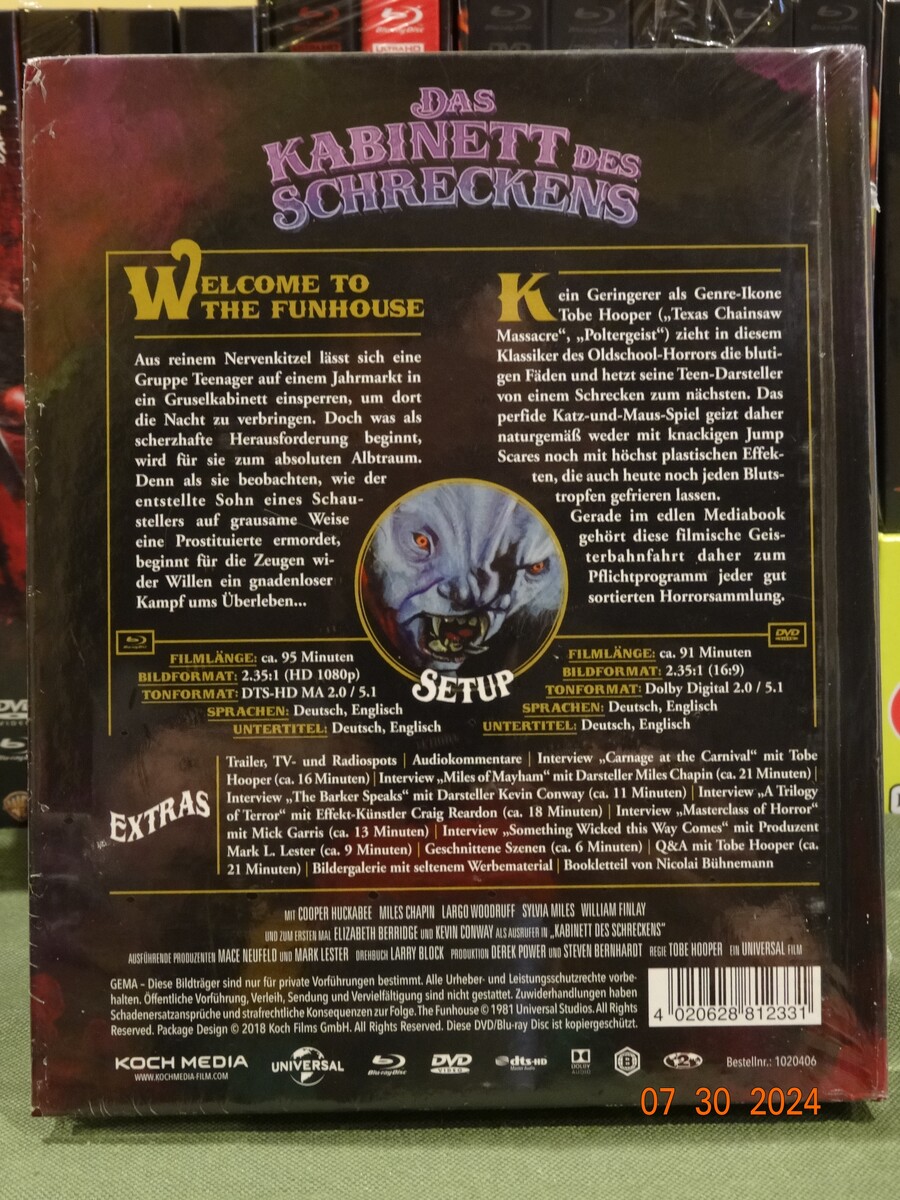 DAS
KABINETT DES
SCHRECKENS
WELCOME TO
THE FUNHOUSE
Aus reinem Nervenkitzel lässt sich eine
Gruppe Teenager auf einem Jahrmarkt in
ein Gruselkabinett einsperren, um dort
die Nacht zu verbringen. Doch was als
scherzhafte Herausforderung beginnt,
wird für sie zum absoluten Albtraum.
Denn als sie beobachten, wie der
entstellte Sohn eines Schau-
stellers auf grausame Weise
eine Prostituierte ermordet,
beginnt für die Zeugen wi-
der Willen ein gnadenloser
Kampf ums Überleben...
Kein Geringerer als Genre-Ikone
Tobe Hooper („Texas Chainsaw
Massacre“, „Poltergeist“) zieht in diesem
Klassiker des Oldschool-Horrors die bluti-
gen Fäden und hetzt seine Teen-Darsteller
von einem Schrecken zum nächsten. Das
perfide Katz-und-Maus-Spiel geizt daher
naturgemäß weder mit knackigen Jump
Scares noch mit höchst plastischen Effek-
ten, die auch heute noch jeden Bluts-
tropfen gefrieren lassen.
Gerade im edlen Mediabook
gehört diese filmische Geis-
terbahnfahrt daher zum
Pflichtprogramm jeder gut
sortierten Horrorsammlung.
SETUP
FILMLÄNGE: ca. 95 Minuten
BILDFORMAT: 2.35:1 (HD 1080p)
TONFORMAT: DTS-HD MA 2.0 / 5.1
SPRACHEN: Deutsch, Englisch
UNTERTITEL: Deutsch, Englisch
DVD
FILMLÄNGE: ca. 91 Minuten
BILDFORMAT: 2.35:1 (16:9)
TONFORMAT: Dolby Digital 2.0 / 5.1
SPRACHEN: Deutsch, Englisch
UNTERTITEL: Deutsch, Englisch
EXTRAS
Trailer, TV- und Radiospots | Audiokommentare | Interview „Carnage at the Carnival“ mit Tobe
Hooper (ca. 16 Minuten) | Interview „Miles of Mayham“ mit Darsteller Miles Chapin (ca. 21 Minuten) |
Interview „The Barker Speaks“ mit Darsteller Kevin Conway (ca. 11 Minuten) | Interview „A Trilogy
of Terror“ mit Effekt-Künstler Craig Reardon (ca. 18 Minuten) | Interview „Masterclass of Horror“
mit Mick Garris (ca. 13 Minuten) | Interview „Something Wicked this Way Comes“ mit Produzent
Mark L. Lester (ca. 9 Minuten) | Geschnittene Szenen (ca. 6 Minuten) | Q&A mit Tobe Hooper (ca.
21 Minuten) | Bildergalerie mit seltenem Werbematerial | Bookletteil von Nicolai Bühnemann
MIT COOPER HUCKABEE MILES CHAPIN LARGO WOODRUFF SYLVIA MILES WILLIAM FINLAY
UND ZUM ERSTEN MAL ELIZABETH BERRIDGE UND KEVIN CONWAY ALS AUSRUFER IN „KABINETT DES SCHRECKENS“
AUSFÜHRENDE PRODUZENTEN MACE NEUFELD UND MARK LESTER DREHBUCH LARRY BLOCK PRODUKTION DEREK POWER UND STEVEN BERNHARDT REGIE TOBE HOOPER EIN UNIVERSAL FILM
GEMA – Diese Bildträger sind nur für private Vorführungen bestimmt. Alle Urheber- und Leistungsschutzrechte vorbe-
halten. Öffentliche Vorführung, Verleih, Sendung und Vervielfältigung sind nicht gestattet. Zuwiderhandlungen haben
Schadenersatzansprüche und strafrechtliche Konsequenzen zur Folge. The Funhouse © 1981 Universal Studios. All Rights
Reserved. Package Design © 2018 Koch Films GmbH. All Rights Reserved. Diese DVD/Blu-ray Disc ist kopiergeschützt.
4 020628 812331
KOCH MEDIA
WWW.KOCHMEDIA-FILM.COM
UNIVERSAL
Blu-ray Disc
DVD
VIDEO
dts-HD
Master Audio
DOLBY
AUDIO
B
2
Bestellnr.: 1020406
07 30 2024